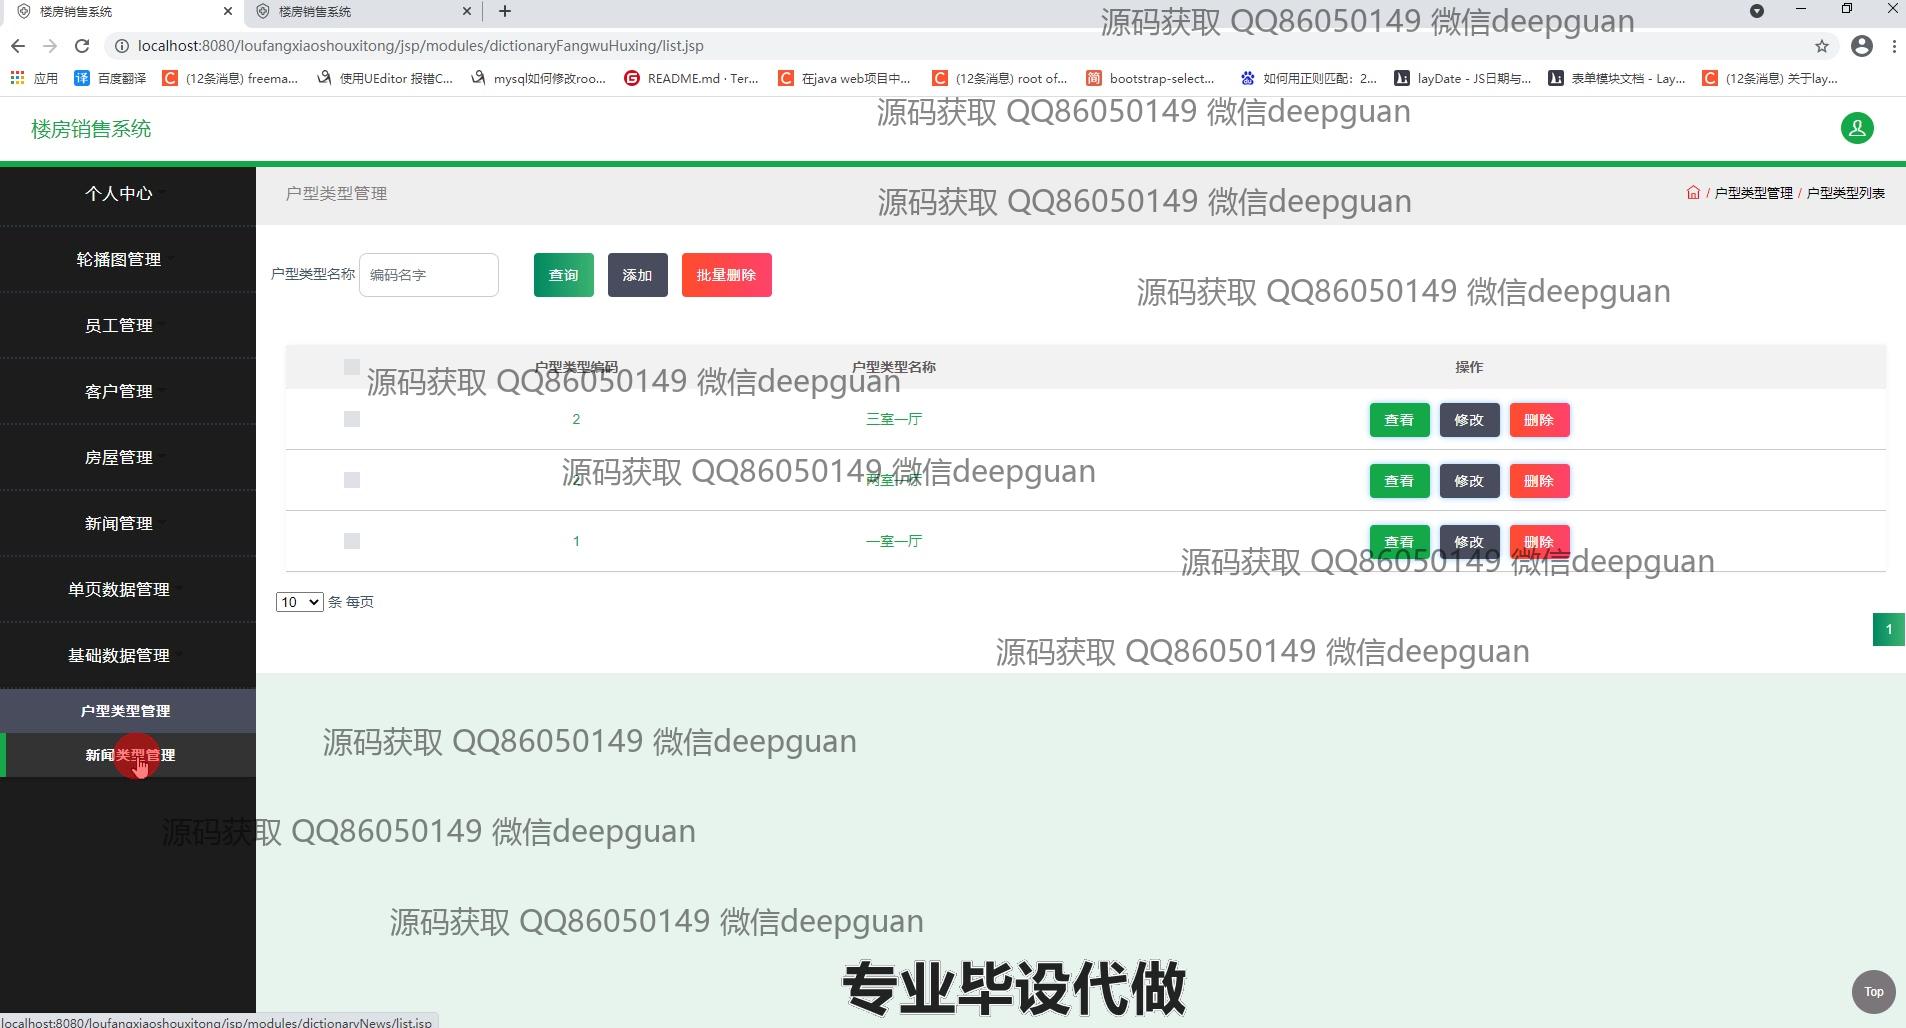 楼房销售系统
楼房销售系统
源码获取 QQ86050149 微信deepguan
localhost:8080/loufangxiaoshouxitong/jsp/modules/dictionaryFangwuHuxing/list.jsp
应用 百度翻译 (12条消息) freema... 使用UEditor 报错C... mysql如何修改roo... README.md · Ter... 在java web项目中... (12条消息) root of... bootstrap-select... 如何用正则匹配：2... layDate - JS日期与... 表单模块文档 - Lay... (12条消息) 关于lay...
源码获取 QQ86050149 微信deepguan
楼房销售系统
个人中心
户型类型管理
源码获取 QQ86050149 微信deepguan
/ 户型类型管理 / 户型类型列表
轮播图管理
户型类型名称 编码名字 查询 添加 批量删除
源码获取 QQ86050149 微信deepguan
员工管理
户型类型编码 户型类型名称 操作
源码获取 QQ86050149 微信deepguan
客户管理
2 三室一厅 查看 修改 删除
房屋管理
源码获取 QQ86050149 微信deepguan
2 两室一厅 查看 修改 删除
新闻管理
1 一室一厅 查看 修改 删除
源码获取 QQ86050149 微信deepguan
单页数据管理
10 条 每页
1
基础数据管理
源码获取 QQ86050149 微信deepguan
户型类型管理
新闻类型管理
源码获取 QQ86050149 微信deepguan
源码获取 QQ86050149 微信deepguan
源码获取 QQ86050149 微信deepguan
专业毕设代做
Top
localhost:8080/loufangxiaoshouxitong/jsp/modules/dictionaryNews/list.jsp